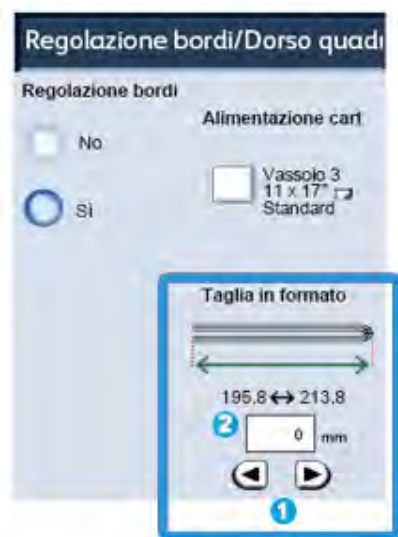 Regolazione bordi/Dorso quadr
Regolazione bordi
Alimentazione cart
No
Vassoio 3
11 x 17"
Standard
Sì
Taglia in formato
195,8 ↔ 213,8
2
0 mm
1